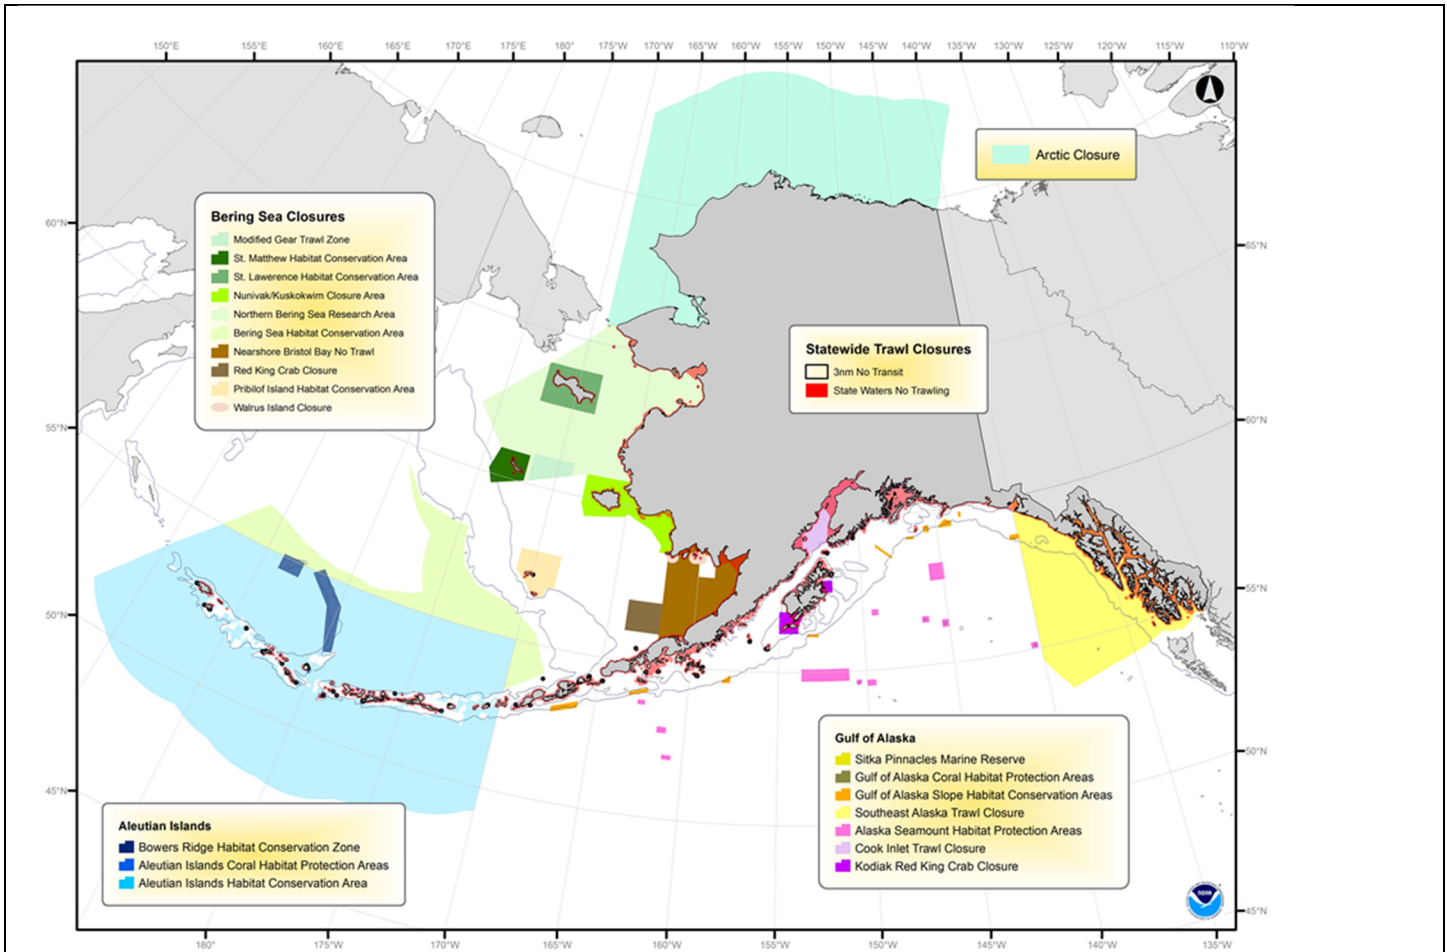 150°E 155°E 160°E 165°E 170°E 175°E 180° 175°W 170°W 165°W 160°W 155°W 150°W 145°W 140°W 135°W 130°W 125°W 120°W 115°W 110°W
Arctic Closure
60°N
65°N
Bering Sea Closures
Modified Gear Trawl Zone
St. Matthew Habitat Conservation Area
St. Lawerence Habitat Conservation Area
Nunivak/Kuskokwim Closure Area
Northern Bering Sea Research Area
Bering Sea Habitat Conservation Area
Nearshore Bristol Bay No Trawl
Red King Crab Closure
Pribilof Island Habitat Conservation Area
Walrus Island Closure
Statewide Trawl Closures
3nm No Transit
State Waters No Trawling
55°N
60°N
50°N
55°N
45°N
50°N
Gulf of Alaska
Sitka Pinnacles Marine Reserve
Gulf of Alaska Coral Habitat Protection Areas
Gulf of Alaska Slope Habitat Conservation Areas
Southeast Alaska Trawl Closure
Alaska Seamount Habitat Protection Areas
Cook Inlet Trawl Closure
Kodiak Red King Crab Closure
Aleutian Islands
Bowers Ridge Habitat Conservation Zone
Aleutian Islands Coral Habitat Protection Areas
Aleutian Islands Habitat Conservation Area
noaa
45°N
180° 175°W 170°W 165°W 160°W 155°W 150°W 145°W 140°W 135°W